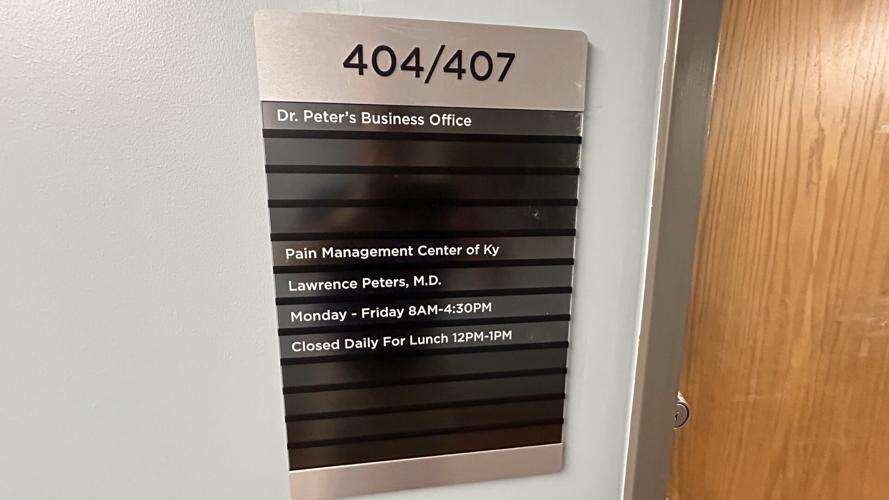 404/407
Dr. Peter's Business Office
Pain Management Center of Ky
Lawrence Peters, M.D.
Monday - Friday 8AM-4:30PM
Closed Daily For Lunch 12PM-1PM